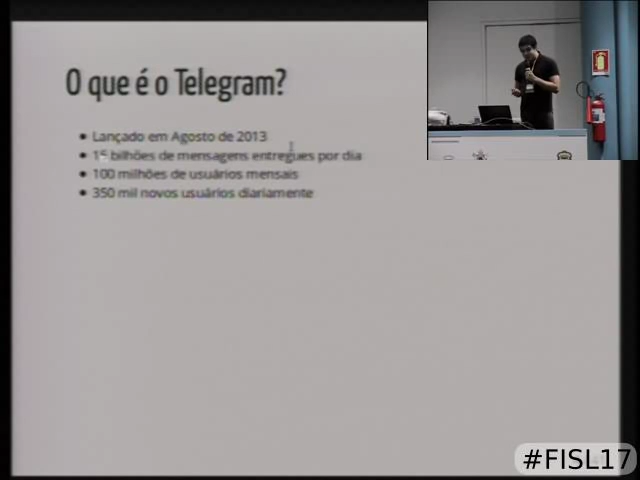 O que é o Telegram?
Lançado em Agosto de 2013
15 bilhões de mensagens entregues por dia
100 milhões de usuários mensais
350 mil novos usuários diariamente
#FISL17